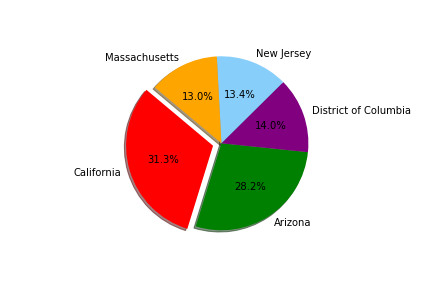 New Jersey
Massachusetts
13.4%
13.0%
District of Columbia
14.0%
31.3%
California
28.2%
Arizona